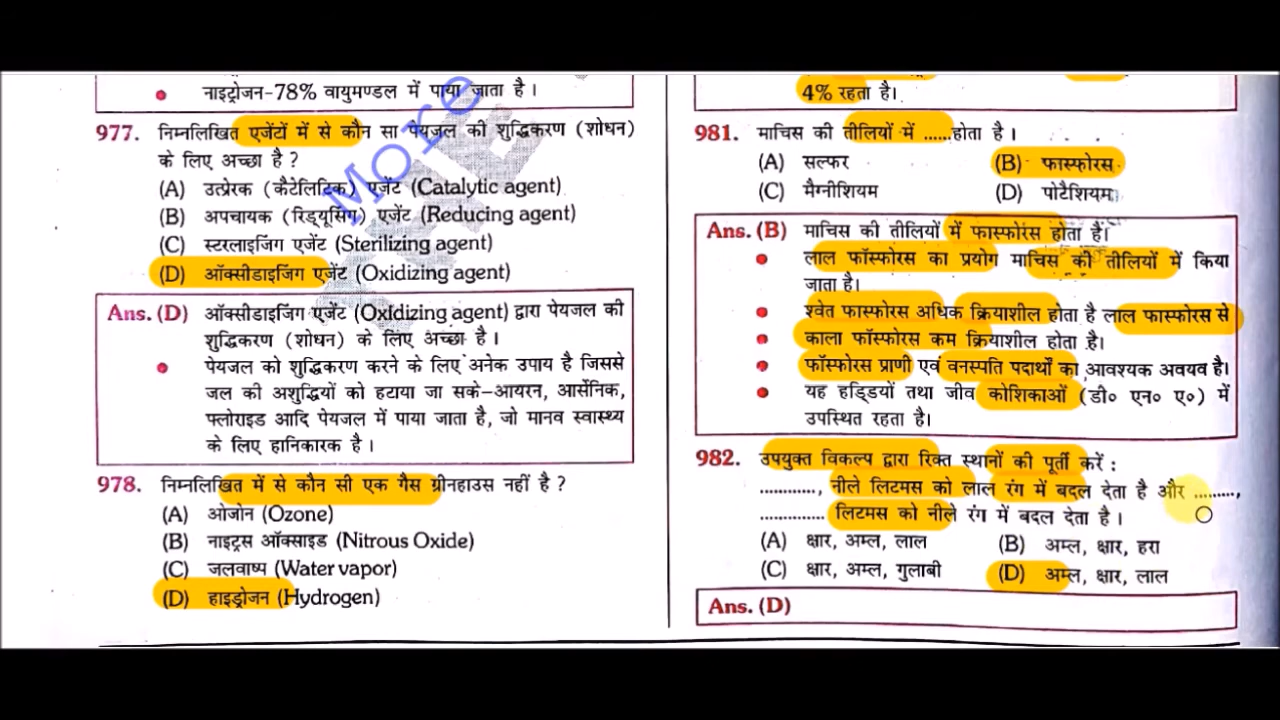 नाइट्रोजन-78% वायुमण्डल में पाया जाता है।
977. निम्नलिखित एजेंटों में से कौन सा पेयजल की शुद्धिकरण (शोधन)
के लिए अच्छा है ?
(A) उत्प्रेरक (कैटेलिटिक) एजेंट (Catalytic agent)
(B) अपचायक (रिड्यूसिंग) एजेंट (Reducing agent)
(C) स्टरलाइजिंग एजेंट (Sterilizing agent)
(D) ऑक्सीडाइजिंग एजेंट (Oxidizing agent)
Ans. (D) ऑक्सीडाइजिंग एजेंट (Oxidizing agent) द्वारा पेयजल की
शुद्धिकरण (शोधन) के लिए अच्छा है।
पेयजल को शुद्धिकरण करने के लिए अनेक उपाय है जिससे
जल की अशुद्धियों को हटाया जा सके-आयरन, आर्सेनिक,
फ्लोराइड आदि पेयजल में पाया जाता है, जो मानव स्वास्थ्य
के लिए हानिकारक है।
978. निम्नलिखित में से कौन सी एक गैस ग्रीनहाउस नहीं है ?
(A) ओजोन (Ozone)
(B) नाइट्रस ऑक्साइड (Nitrous Oxide)
(C) जलवाष्प (Water vapor)
(D) हाइड्रोजन (Hydrogen)
More
4% रहता है।
981. माचिस की तीलियों में ......होता है।
(A) सल्फर (B) फास्फोरस
(C) मैग्नीशियम (D) पोटैशियम
Ans. (B) माचिस की तीलियों में फास्फोरस होता है।
लाल फॉस्फोरस का प्रयोग माचिस की तीलियों में किया
जाता है।
श्वेत फास्फोरस अधिक क्रियाशील होता है लाल फास्फोरस से
काला फॉस्फोरस कम क्रियाशील होता है।
फॉस्फोरस प्राणी एवं वनस्पति पदार्थों का आवश्यक अवयव है।
यह हड्डियों तथा जीव कोशिकाओं (डी० एन० ए०) में
उपस्थित रहता है।
982. उपयुक्त विकल्प द्वारा रिक्त स्थानों की पूर्ती करें :
............, नीले लिटमस को लाल रंग में बदल देता है और .........,
............. लिटमस को नीले रंग में बदल देता है।
(A) क्षार, अम्ल, लाल (B) अम्ल, क्षार, हरा
(C) क्षार, अम्ल, गुलाबी (D) अम्ल, क्षार, लाल
Ans. (D)